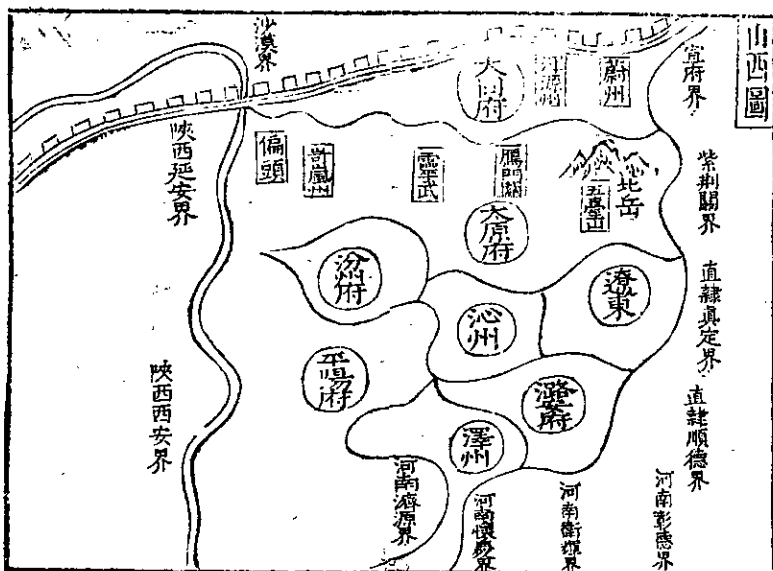 山西圖
宣府界
紫荆關界
直隸真定界
直隸順德界
河南彰德界
蔚州
大同府
沙漠界
北岳
五臺山
鴈門關
寧武
岢嵐州
偏頭
太原府
遼東
沁州
汾府
平陽府
潞安府
澤州
陝西延安界
陝西西安界
河南衛輝界
河南懷慶界
河南濟源界